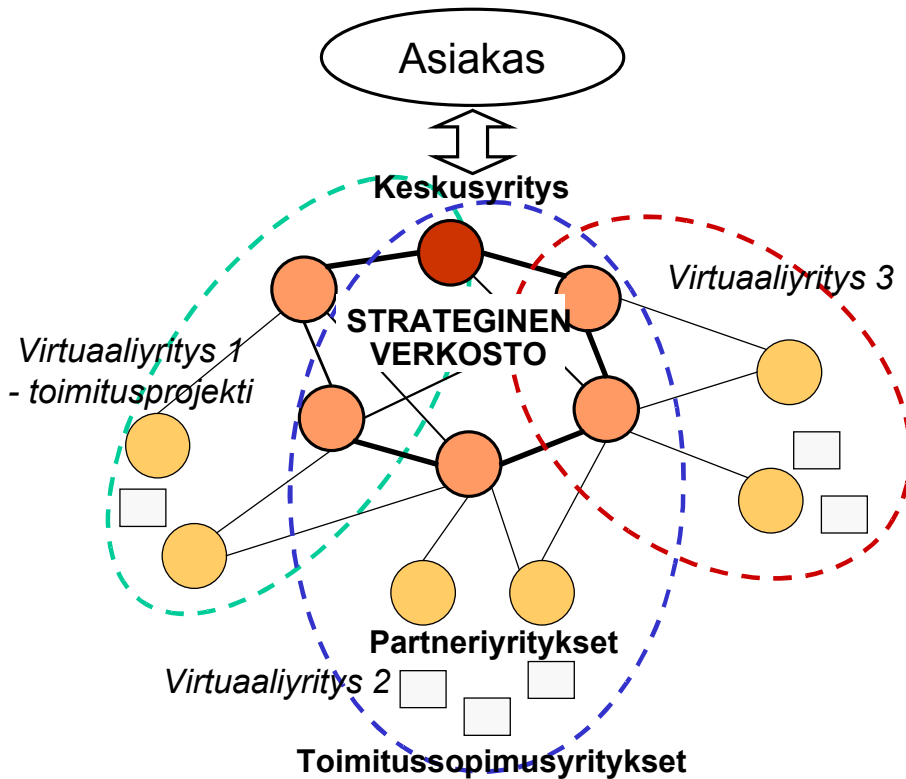 Asiakas
Keskusyritys
Virtuaaliyritys 3
STRATEGINEN
VERKOSTO
Virtuaaliyritys 1
- toimitusprojekti
Partneriyritykset
Virtuaaliyritys 2
Toimitussopimusyritykset